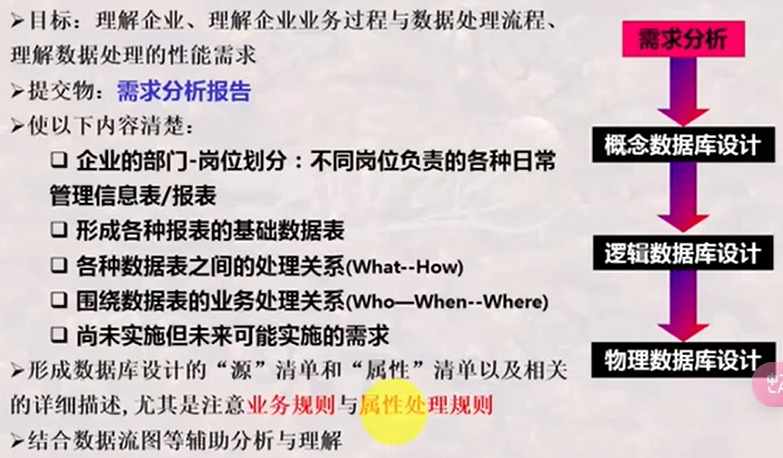 ➢目标：理解企业、理解企业业务过程与数据处理流程、
理解数据处理的性能需求
➢提交物：需求分析报告
➢使以下内容清楚：
❑ 企业的部门-岗位划分：不同岗位负责的各种日常
管理信息表/报表
❑ 形成各种报表的基础数据表
❑ 各种数据表之间的处理关系(What--How)
❑ 围绕数据表的业务处理关系(Who—When--Where)
❑ 尚未实施但未来可能实施的需求
➢形成数据库设计的“源”清单和“属性”清单以及相关
的详细描述,尤其是注意业务规则与属性处理规则
➢结合数据流图等辅助分析与理解
需求分析
概念数据库设计
逻辑数据库设计
物理数据库设计